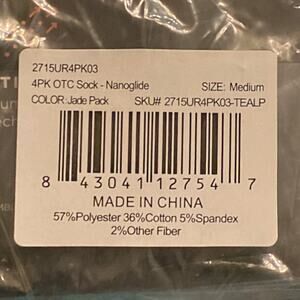 2715UR4PK03
4PK OTC Sock - Nanoglide SIZE: Medium
COLOR: Jade Pack SKU# 2715UR4PK03-TEALP
8 43041 12754 7
MADE IN CHINA
57%Polyester 36%Cotton 5%Spandex
2%Other Fiber